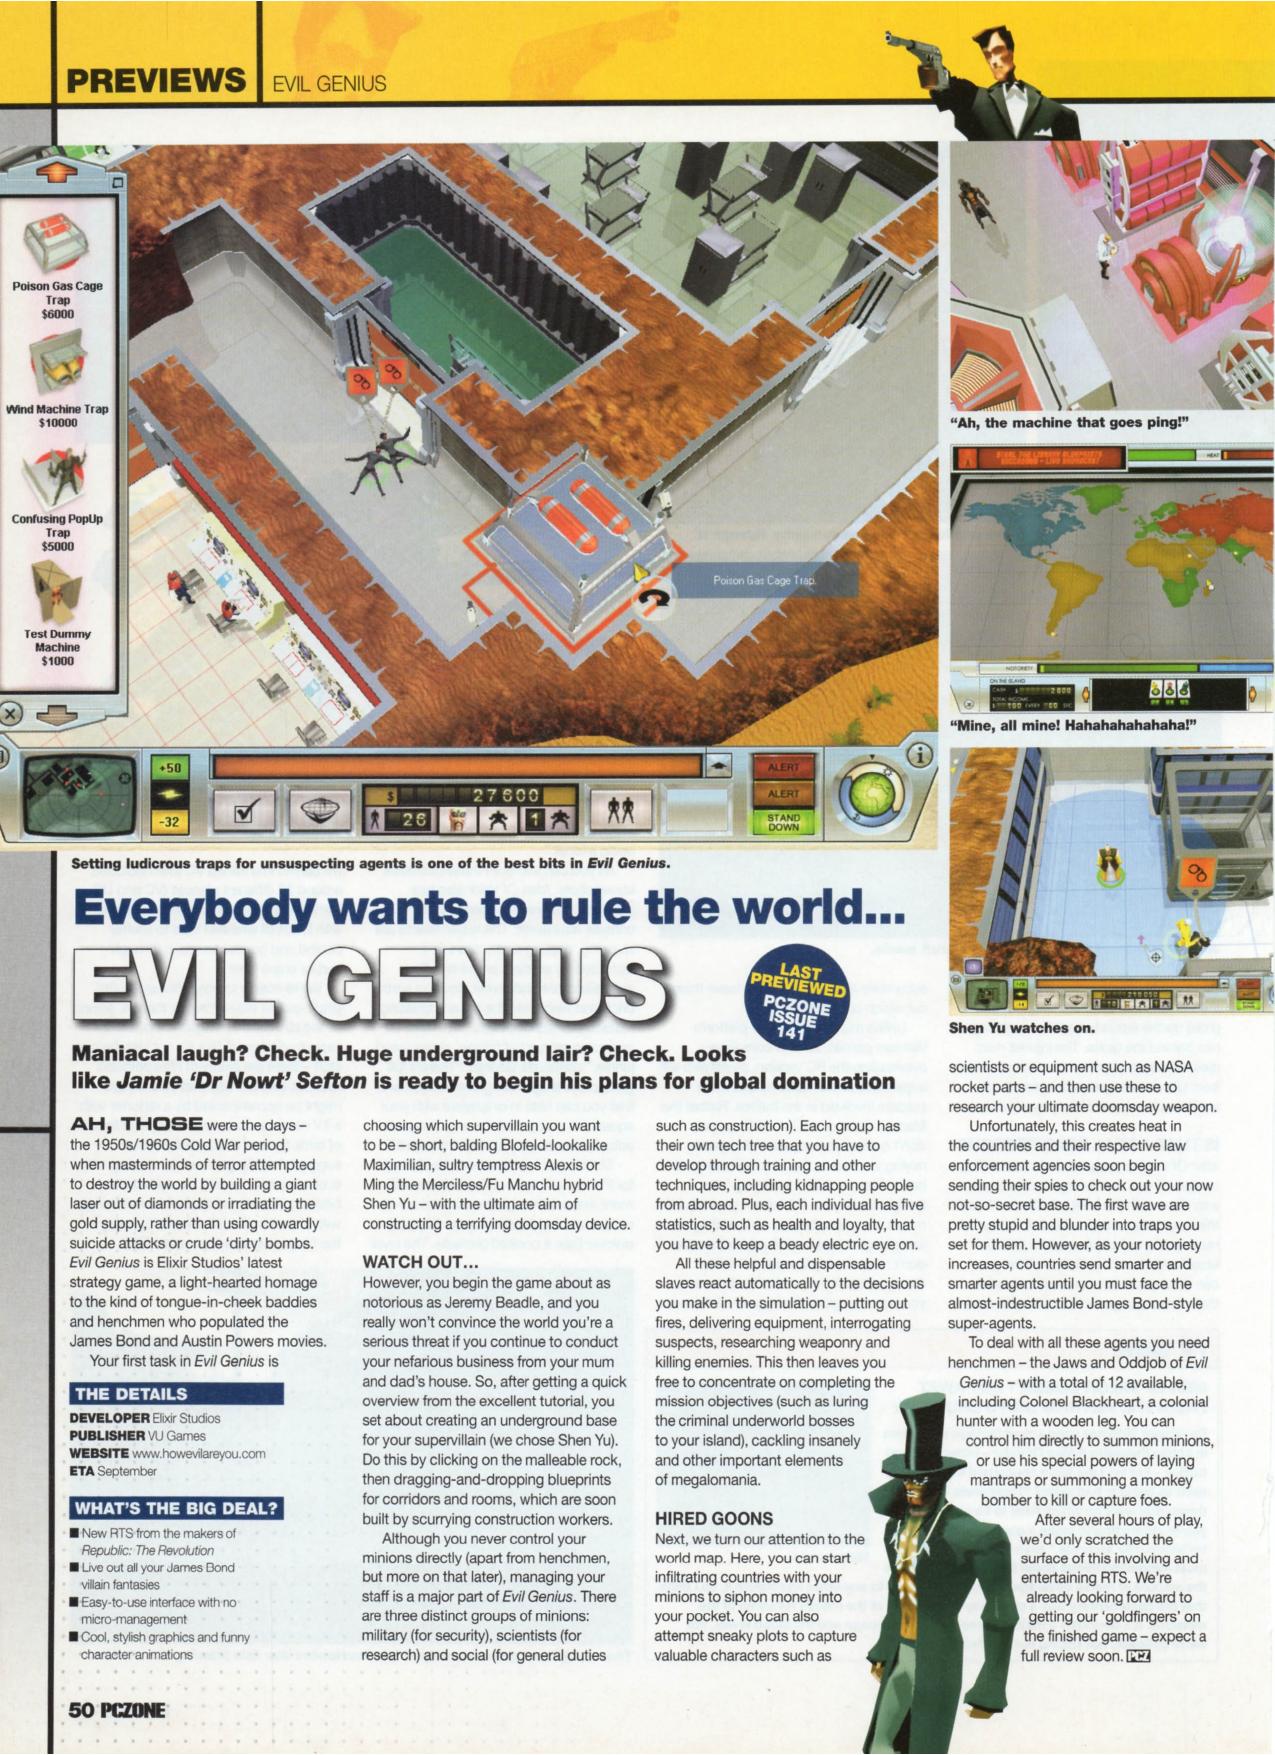 PREVIEWS
EVIL GENIUS
Poison Gas Cage
Trap
$6000
Wind Machine Trap
$10000
Confusing PopUp
Trap
$5000
Test Dummy
Machine
$1000
Poison Gas Cage Trap.
+50
-32
$ 27600
26
1
ALERT
ALERT
STAND
DOWN
Setting ludicrous traps for unsuspecting agents is one of the best bits in Evil Genius.
"Ah, the machine that goes ping!"
HEAT
NOTORIETY
ON THE ISLAND
CASH
TOTAL INCOME
"Mine, all mine! Hahahahahahaha!"
Shen Yu watches on.
Everybody wants to rule the world...
EVIL GENIUS
LAST
PREVIEWED
PCZONE
ISSUE
141
Maniacal laugh? Check. Huge underground lair? Check. Looks
like Jamie 'Dr Nowt' Sefton is ready to begin his plans for global domination
AH, THOSE were the days –
the 1950s/1960s Cold War period,
when masterminds of terror attempted
to destroy the world by building a giant
laser out of diamonds or irradiating the
gold supply, rather than using cowardly
suicide attacks or crude 'dirty' bombs.
Evil Genius is Elixir Studios' latest
strategy game, a light-hearted homage
to the kind of tongue-in-cheek baddies
and henchmen who populated the
James Bond and Austin Powers movies.
Your first task in Evil Genius is
THE DETAILS
DEVELOPER Elixir Studios
PUBLISHER VU Games
WEBSITE www.howevilareyou.com
ETA September
WHAT'S THE BIG DEAL?
■ New RTS from the makers of
Republic: The Revolution
■ Live out all your James Bond
villain fantasies
■ Easy-to-use interface with no
micro-management
■ Cool, stylish graphics and funny
character animations
choosing which supervillain you want
to be – short, balding Blofeld-lookalike
Maximilian, sultry temptress Alexis or
Ming the Merciless/Fu Manchu hybrid
Shen Yu – with the ultimate aim of
constructing a terrifying doomsday device.
WATCH OUT...
However, you begin the game about as
notorious as Jeremy Beadle, and you
really won't convince the world you're a
serious threat if you continue to conduct
your nefarious business from your mum
and dad's house. So, after getting a quick
overview from the excellent tutorial, you
set about creating an underground base
for your supervillain (we chose Shen Yu).
Do this by clicking on the malleable rock,
then dragging-and-dropping blueprints
for corridors and rooms, which are soon
built by scurrying construction workers.
Although you never control your
minions directly (apart from henchmen,
but more on that later), managing your
staff is a major part of Evil Genius. There
are three distinct groups of minions:
military (for security), scientists (for
research) and social (for general duties
such as construction). Each group has
their own tech tree that you have to
develop through training and other
techniques, including kidnapping people
from abroad. Plus, each individual has five
statistics, such as health and loyalty, that
you have to keep a beady electric eye on.
All these helpful and dispensable
slaves react automatically to the decisions
you make in the simulation – putting out
fires, delivering equipment, interrogating
suspects, researching weaponry and
killing enemies. This then leaves you
free to concentrate on completing the
mission objectives (such as luring
the criminal underworld bosses
to your island), cackling insanely
and other important elements
of megalomania.
HIRED GOONS
Next, we turn our attention to the
world map. Here, you can start
infiltrating countries with your
minions to siphon money into
your pocket. You can also
attempt sneaky plots to capture
valuable characters such as
scientists or equipment such as NASA
rocket parts – and then use these to
research your ultimate doomsday weapon.
Unfortunately, this creates heat in
the countries and their respective law
enforcement agencies soon begin
sending their spies to check out your now
not-so-secret base. The first wave are
pretty stupid and blunder into traps you
set for them. However, as your notoriety
increases, countries send smarter and
smarter agents until you must face the
almost-indestructible James Bond-style
super-agents.
To deal with all these agents you need
henchmen – the Jaws and Oddjob of Evil
Genius – with a total of 12 available,
including Colonel Blackheart, a colonial
hunter with a wooden leg. You can
control him directly to summon minions,
or use his special powers of laying
mantraps or summoning a monkey
bomber to kill or capture foes.
After several hours of play,
we'd only scratched the
surface of this involving and
entertaining RTS. We're
already looking forward to
getting our 'goldfingers' on
the finished game – expect a
full review soon. PCZ
50 PCZONE